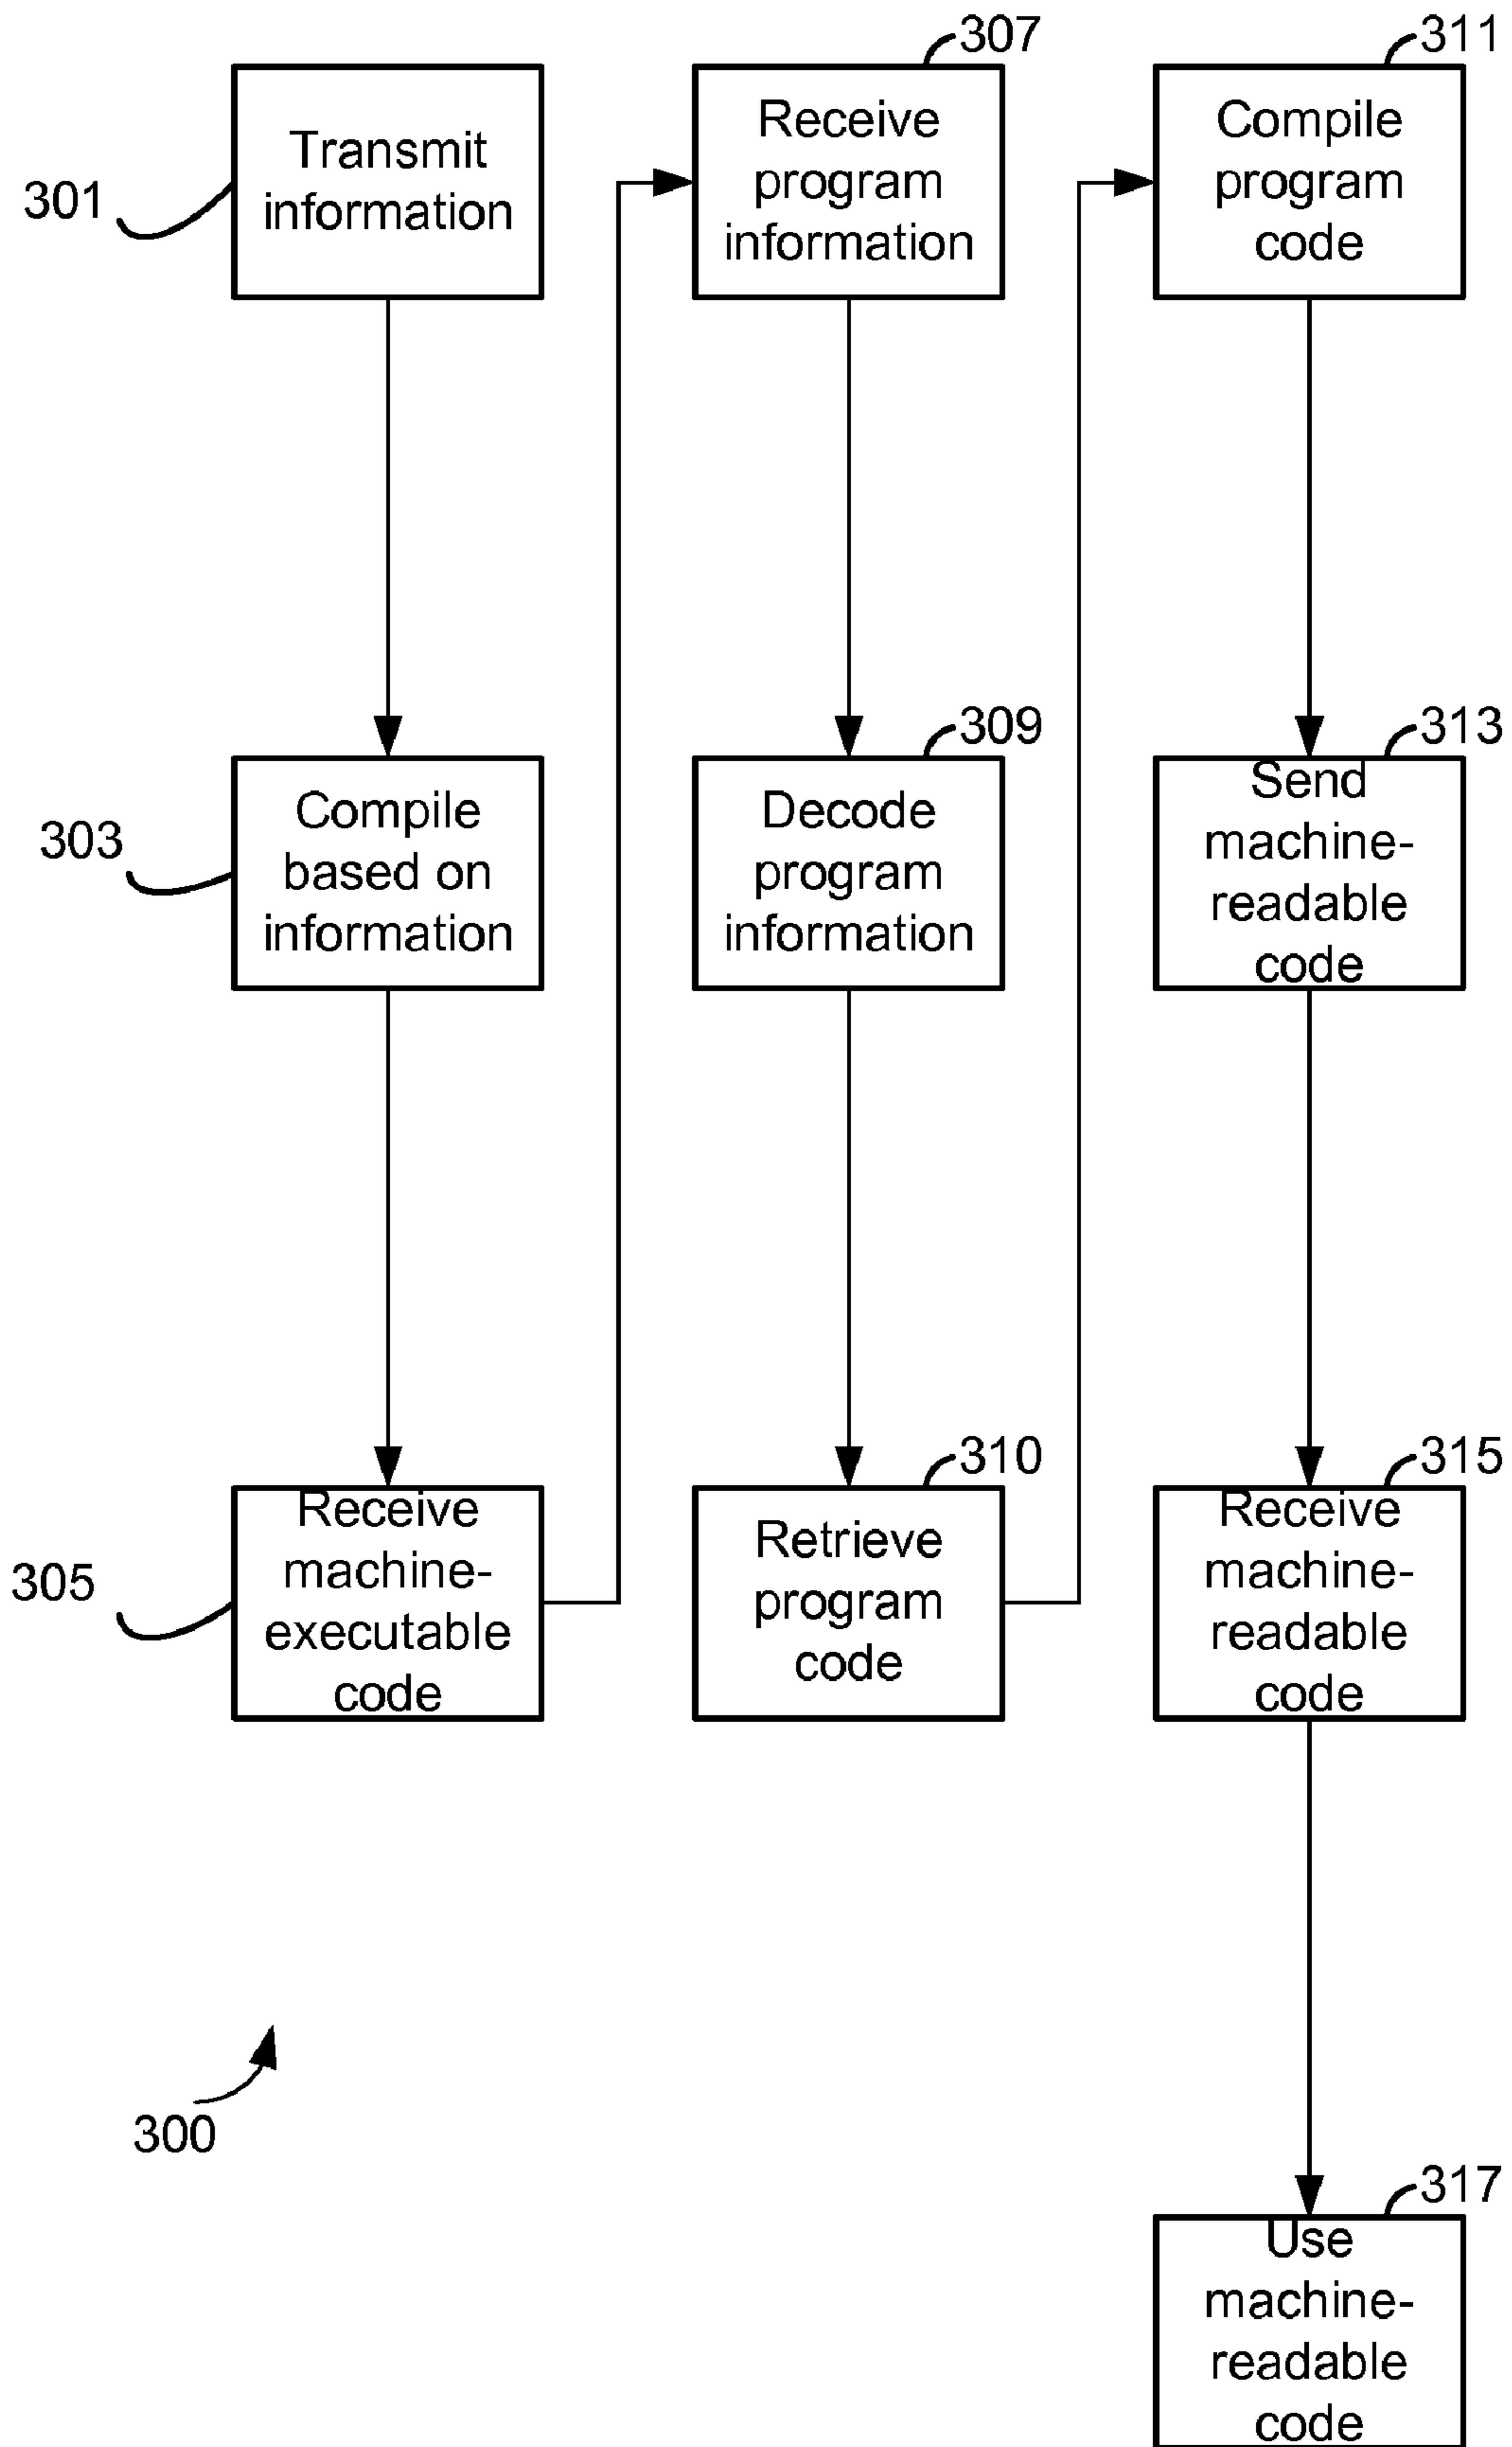 301
Transmit
information
303
Compile
based on
information
305
Receive
machine-
executable
code
307
Receive
program
information
309
Decode
program
information
310
Retrieve
program
code
311
Compile
program
code
313
Send
machine-
readable
code
315
Receive
machine-
readable
code
317
Use
machine-
readable
code
300